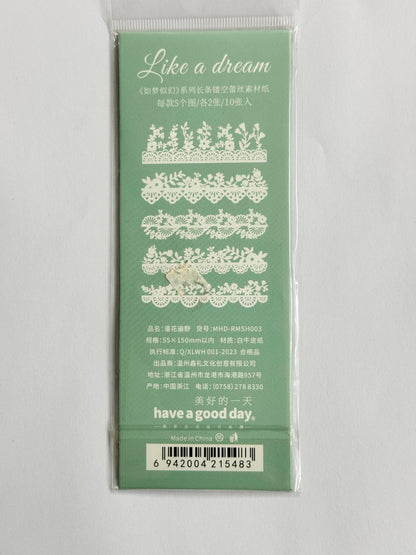 Like a dream
《如梦似幻》系列长条镂空蕾丝素材纸
每款5个图/各2张/10张入
品名:漫花遍野 货号:MHD-RMSH003
规格:55×150mm以内 材质:白牛皮纸
执行标准:Q/XLWH 001-2023 合格品
出品商:温州鑫礼文化创意有限公司
地址:浙江省温州市龙港市海港路957号
产地:中国浙江 电话:(0758)278 8330
美好的一天
have a good day®
Made in China
6 942004 215483